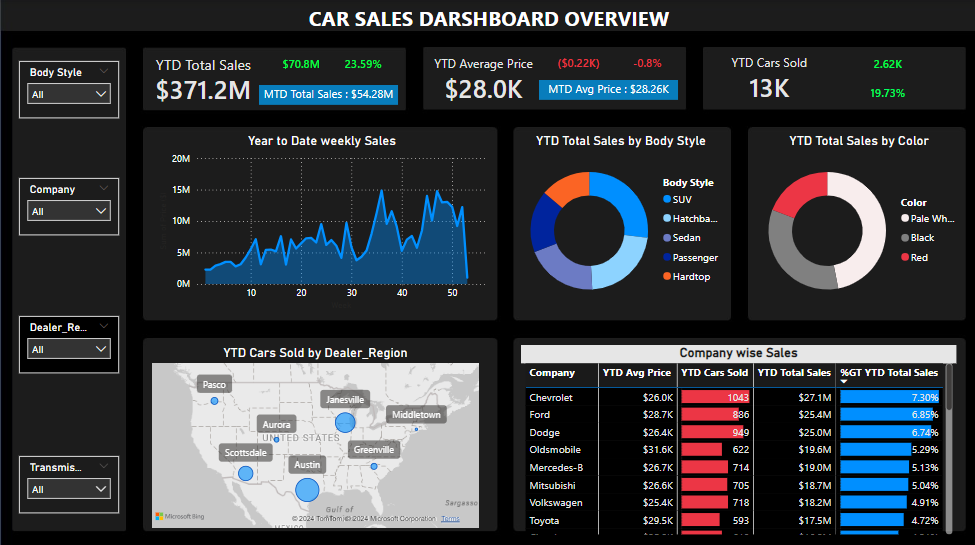 CAR SALES DARSHBOARD OVERVIEW
Body Style
All
Company
All
Dealer_Re...
All
Transmis...
All
YTD Total Sales $70.8M 23.59%
$371.2M MTD Total Sales : $54.28M
YTD Average Price ($0.22K) -0.8%
$28.0K MTD Avg Price : $28.26K
YTD Cars Sold 2.62K
13K 19.73%
Year to Date weekly Sales
20M
15M
10M
5M
0M
10 20 30 40 50
YTD Total Sales by Body Style
Body Style
SUV
Hatchba...
Sedan
Passenger
Hardtop
YTD Total Sales by Color
Color
Pale Wh...
Black
Red
YTD Cars Sold by Dealer_Region
Pasco
Janesville
Middletown
Aurora
UNITED STATES
Scottsdale
Greenville
Austin
Gulf of
Sargasso
MEXICO
Microsoft Bing
© 2024 TomTom, © 2024 Microsoft Corporation Terms
Company wise Sales
Company YTD Avg Price YTD Cars Sold YTD Total Sales %GT YTD Total Sales
Chevrolet $26.0K 1043 $27.1M 7.30%
Ford $28.7K 886 $25.4M 6.85%
Dodge $26.4K 949 $25.0M 6.74%
Oldsmobile $31.6K 622 $19.6M 5.29%
Mercedes-B $26.7K 714 $19.0M 5.13%
Mitsubishi $26.6K 705 $18.7M 5.04%
Volkswagen $25.4K 718 $18.2M 4.91%
Toyota $29.5K 593 $17.5M 4.72%